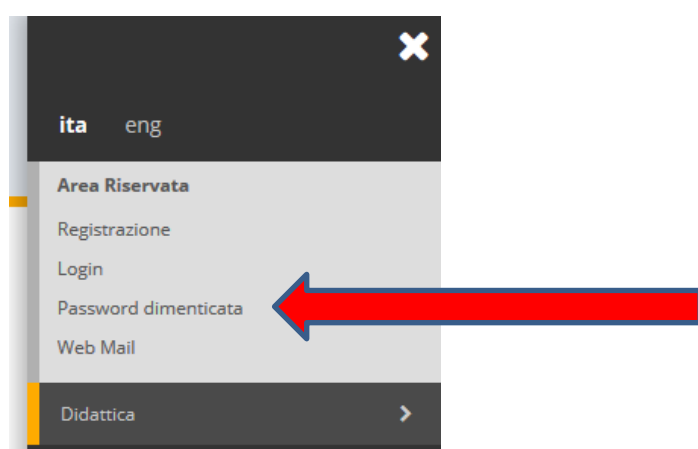 ita eng
Area Riservata
Registrazione
Login
Password dimenticata
Web Mail
Didattica